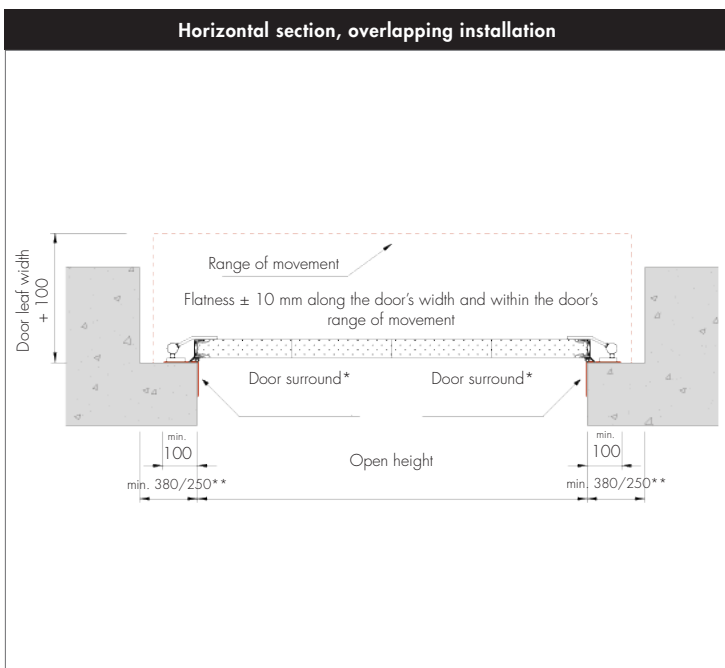 Horizontal section, overlapping installation
Door leaf width
+ 100
Range of movement
Flatness ± 10 mm along the door's width and within the door's
range of movement
Door surround*
Door surround*
min.
100
min.
100
Open height
min. 380/250**
min. 380/250**